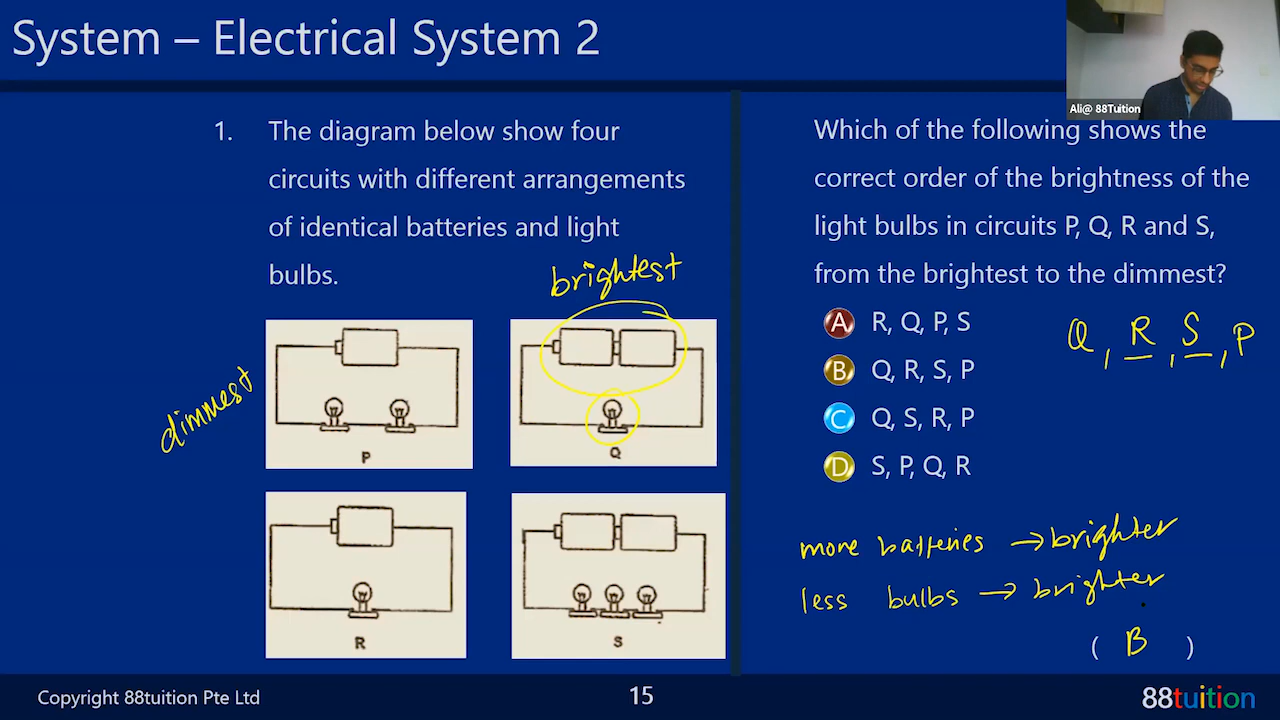 System – Electrical System 2
Ali@ 88Tuition
1. The diagram below show four
circuits with different arrangements
of identical batteries and light
bulbs.
brightest
dimmest
P
Q
R
S
Which of the following shows the
correct order of the brightness of the
light bulbs in circuits P, Q, R and S,
from the brightest to the dimmest?
A R, Q, P, S
B Q, R, S, P
C Q, S, R, P
D S, P, Q, R
Q, R, S, P
more batteries → brighter
less bulbs → brighter
( B )
Copyright 88tuition Pte Ltd
15
88tuition